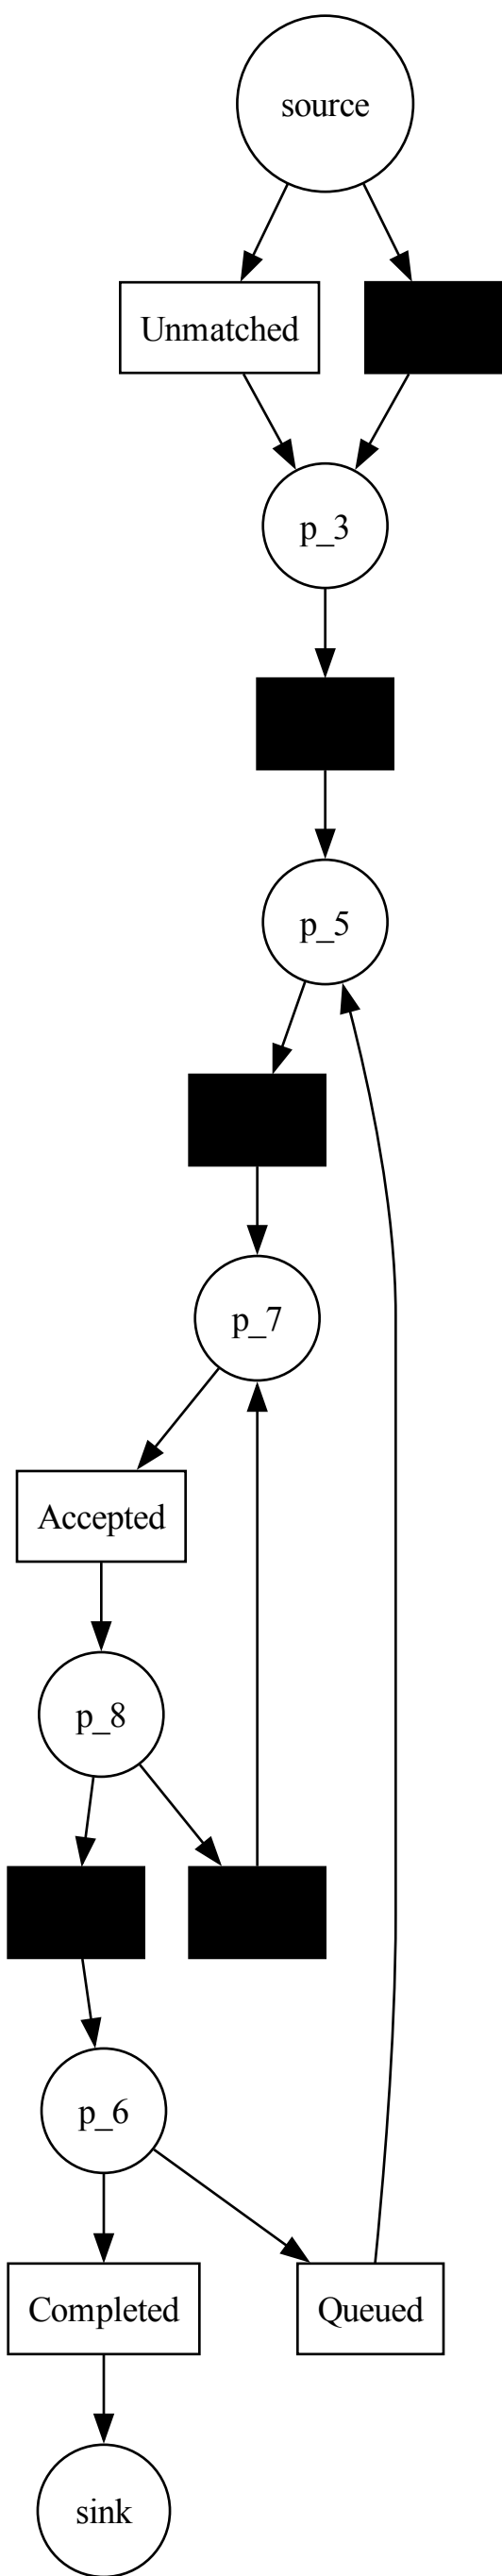 source
Unmatched
p_3
p_5
p_7
Accepted
p_8
p_6
Completed
Queued
sink